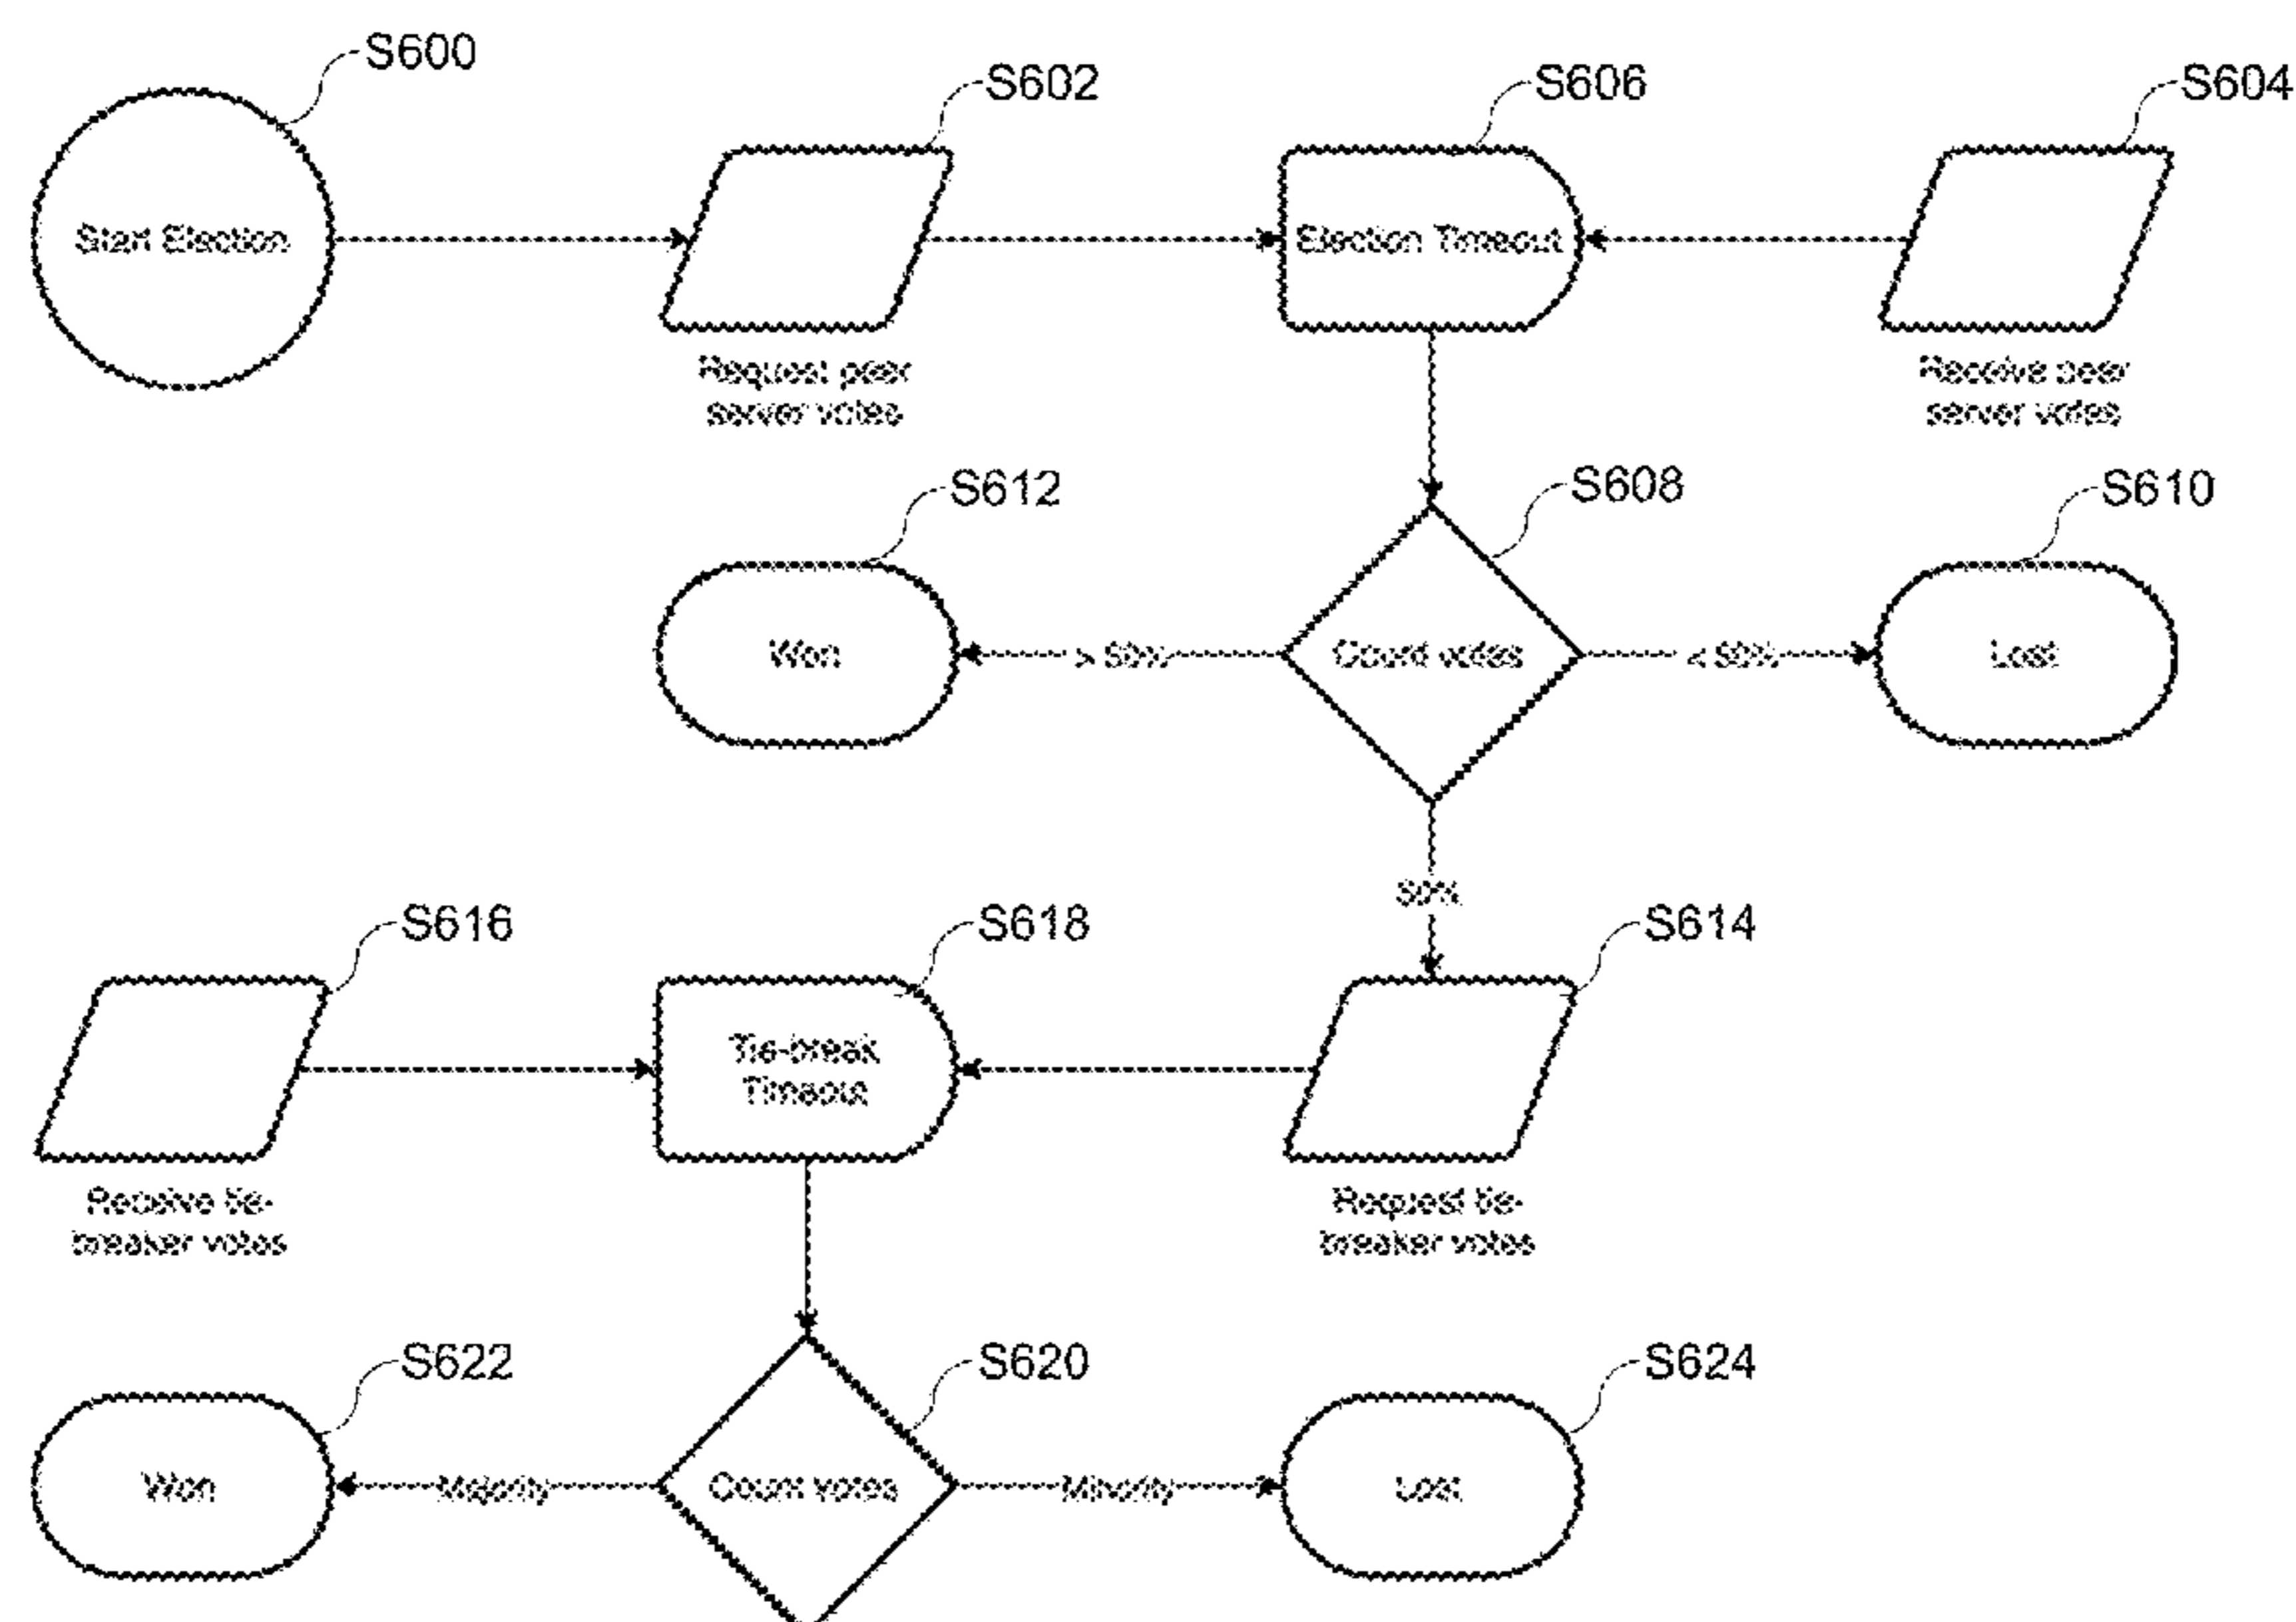 S600
S602
S606
S604
Start Election
Election Timeout
Request peer
server votes
Receive peer
server votes
S612
S608
S610
Won
> 50%
Count votes
< 50%
Lost
50%
S616
S618
S614
Tie-break
Timeout
Receive tie-
breaker votes
Request tie-
breaker votes
S622
S620
S624
Won
Majority
Count votes
Minority
Lost